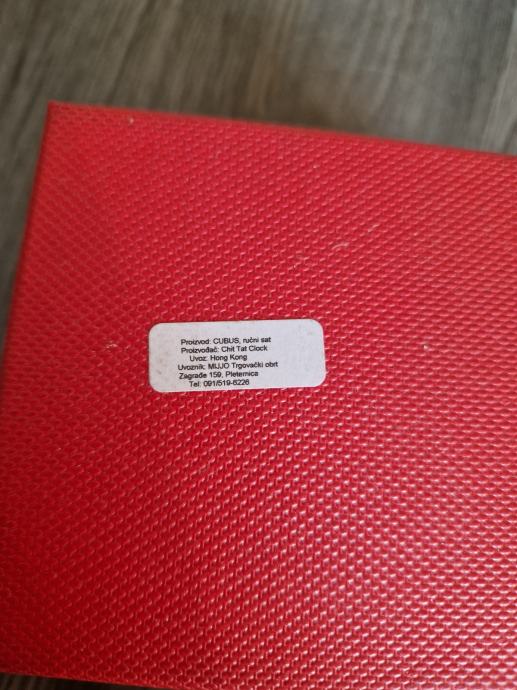 Proizvod: CUBUS, ručni sat
Proizvođač: Chit Tat Clock
Uvoz: Hong Kong
Uvoznik: MIJJO Trgovački obrt
Zagrađe 159, Pleternica
Tel: 091/519-6226